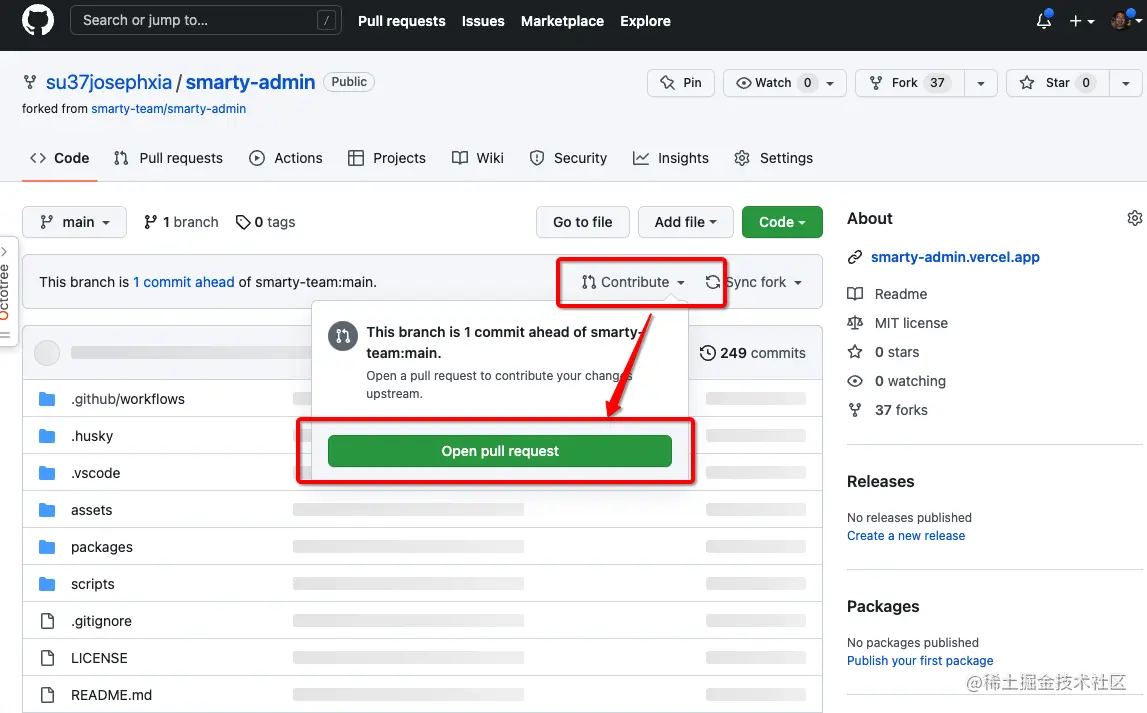 Search or jump to... /
Pull requests Issues Marketplace Explore
su37josephxia / smarty-admin Public
Pin Watch 0 Fork 37 Star 0
forked from smarty-team/smarty-admin
Code Pull requests Actions Projects Wiki Security Insights Settings
main 1 branch 0 tags Go to file Add file Code
This branch is 1 commit ahead of smarty-team:main. Contribute Sync fork
Octotree
This branch is 1 commit ahead of smarty-
team:main.
Open a pull request to contribute your changes
upstream.
Open pull request
249 commits
.github/workflows
.husky
.vscode
assets
packages
scripts
.gitignore
LICENSE
README.md
About
smarty-admin.vercel.app
Readme
MIT license
0 stars
0 watching
37 forks
Releases
No releases published
Create a new release
Packages
No packages published
Publish your first package
@稀土掘金技术社区